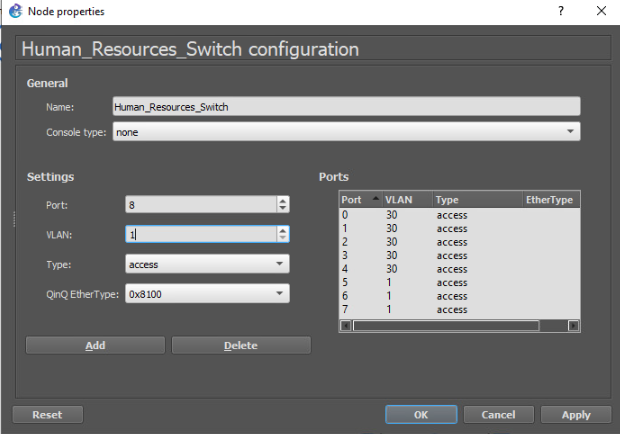 Node properties
Human_Resources_Switch configuration
General
Name: Human_Resources_Switch
Console type: none
Settings
Port: 8
VLAN: 1
Type: access
QinQ EtherType: 0x8100
Add Delete
Ports
Port VLAN Type EtherType
0 30 access
1 30 access
2 30 access
3 30 access
4 30 access
5 1 access
6 1 access
7 1 access
Reset OK Cancel Apply